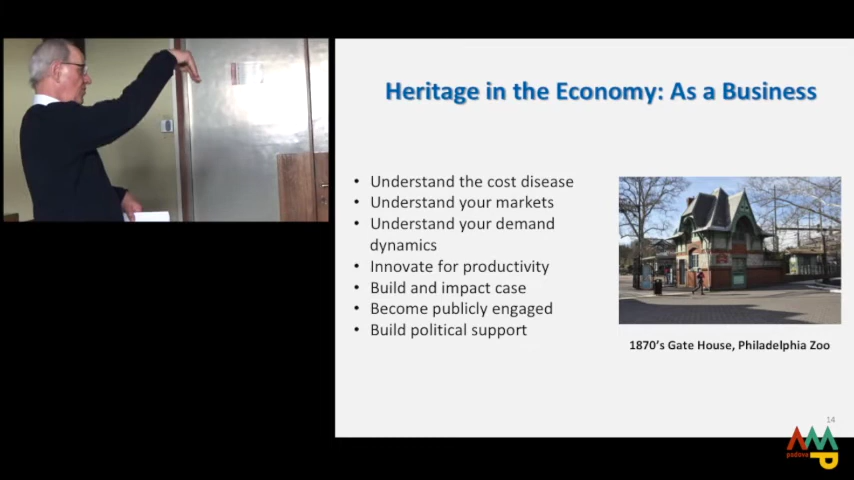 Heritage in the Economy: As a Business
• Understand the cost disease
• Understand your markets
• Understand your demand
dynamics
• Innovate for productivity
• Build and impact case
• Become publicly engaged
• Build political support
1870's Gate House, Philadelphia Zoo
14
AMP
padova